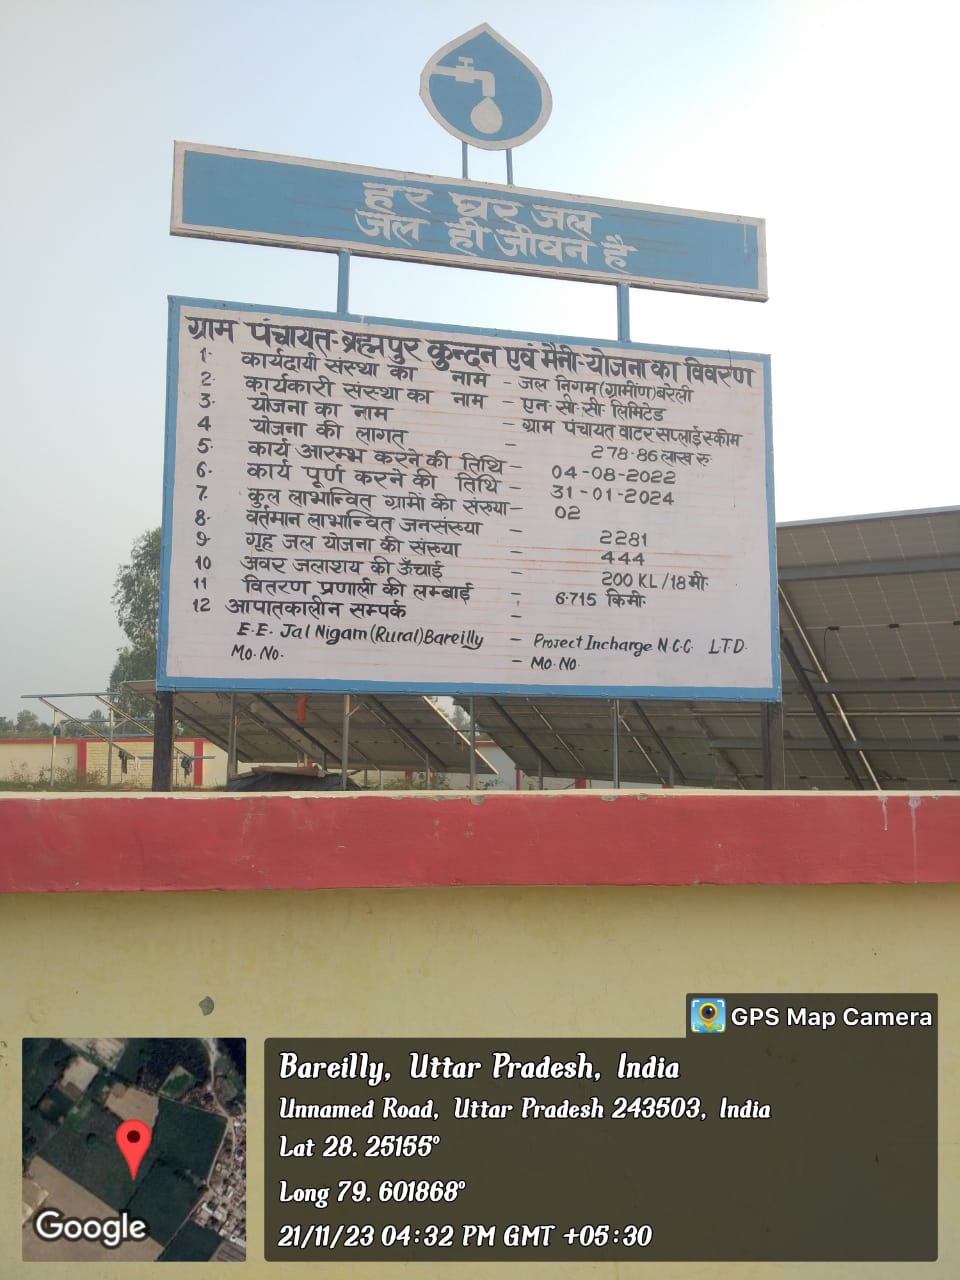 हर घर जल
जल ही जीवन है
ग्राम पंचायत-ब्रह्मपुर कुन्दन एवं मैनी-योजना का विवरण
1· कार्यदायी संस्था का नाम - जल निगम(ग्रामीण)बरेली
2· कार्यकारी संस्था का नाम - एन·सी·सी· लिमिटेड
3· योजना का नाम - ग्राम पंचायत वाटर सप्लाई स्कीम
4 योजना की लागत - 278·86 लाख रु·
5· कार्य आरम्भ करने की तिथि - 04-08-2022
6· कार्य पूर्ण करने की तिथि - 31-01-2024
7· कुल लाभान्वित ग्रामों की संख्या- 02
8· वर्तमान लाभान्वित जनसंख्या - 2281
9 गृह जल योजना की संख्या - 444
10 अवर जलाशय की ऊँचाई - 200 KL/18 मी·
11 वितरण प्रणाली की लम्बाई - 6·715 किमी·
12 आपातकालीन सम्पर्क -
E.E. Jal Nigam(Rural)Bareilly - Project Incharge N.C.C. L.T.D.
Mo. No. - Mo. No.
GPS Map Camera
Bareilly, Uttar Pradesh, India
Unnamed Road, Uttar Pradesh 243503, India
Lat 28.25155°
Long 79.601868°
21/11/23 04:32 PM GMT +05:30
Google